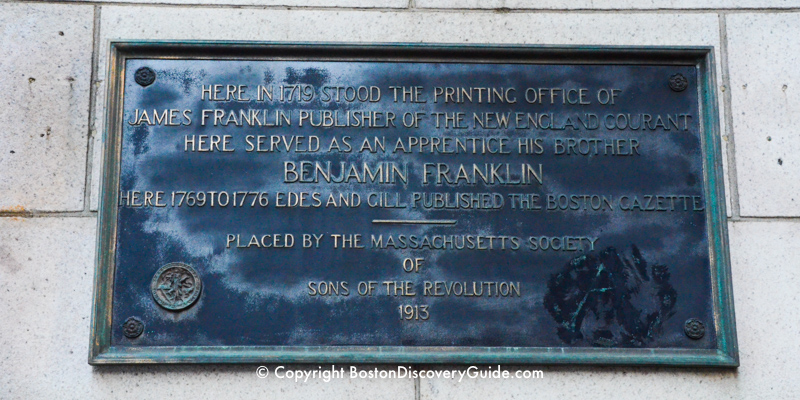 HERE IN 1719 STOOD THE PRINTING OFFICE OF
JAMES FRANKLIN PUBLISHER OF THE NEW ENGLAND COURANT
HERE SERVED AS AN APPRENTICE HIS BROTHER
BENJAMIN FRANKLIN
HERE 1769 TO 1776 EDES AND GILL PUBLISHED THE BOSTON GAZETTE
PLACED BY THE MASSACHUSETTS SOCIETY
OF
SONS OF THE REVOLUTION
1913
© Copyright BostonDiscoveryGuide.com